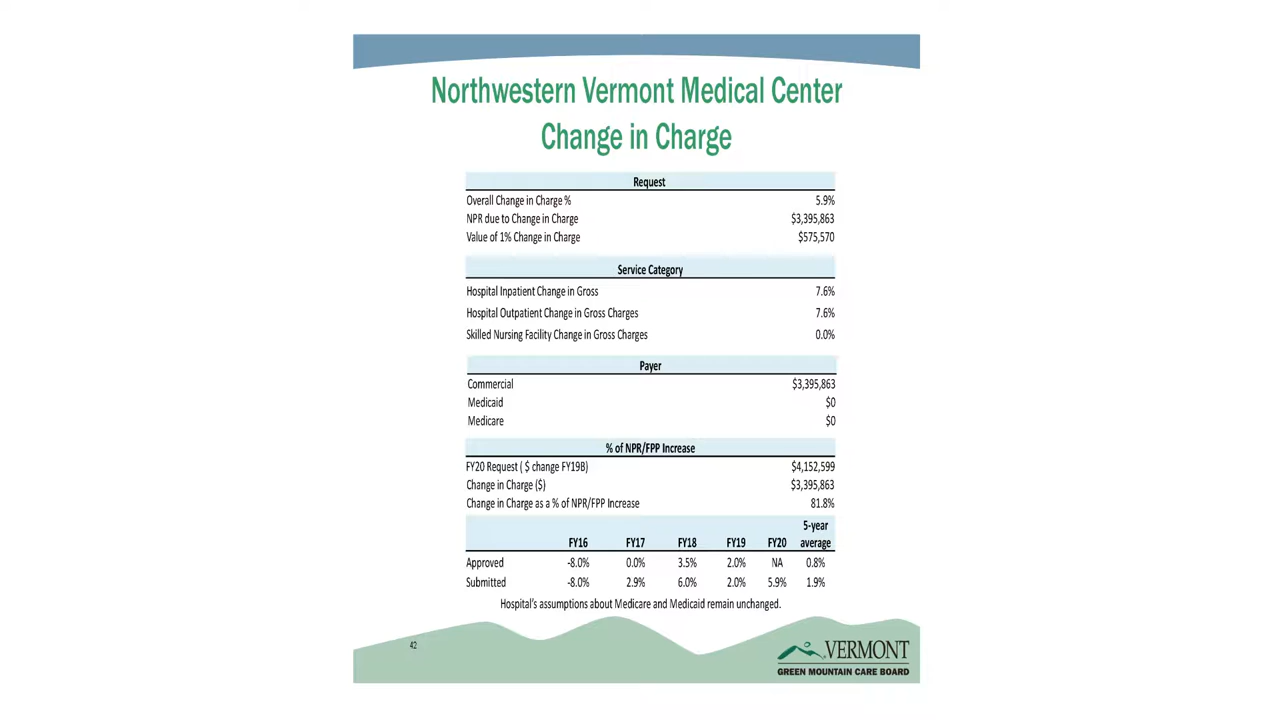 Northwestern Vermont Medical Center
Change in Charge
Request
Overall Change in Charge % 5.9%
NPR due to Change in Charge $3,395,863
Value of 1% Change in Charge $575,570
Service Category
Hospital Inpatient Change in Gross 7.6%
Hospital Outpatient Change in Gross Charges 7.6%
Skilled Nursing Facility Change in Gross Charges 0.0%
Payer
Commercial $3,395,863
Medicaid $0
Medicare $0
% of NPR/FPP Increase
FY20 Request ( $ change FY19B) $4,152,599
Change in Charge ($) $3,395,863
Change in Charge as a % of NPR/FPP Increase 81.8%
5-year
FY16 FY17 FY18 FY19 FY20 average
Approved -8.0% 0.0% 3.5% 2.0% NA 0.8%
Submitted -8.0% 2.9% 6.0% 2.0% 5.9% 1.9%
Hospital's assumptions about Medicare and Medicaid remain unchanged.
42
VERMONT
GREEN MOUNTAIN CARE BOARD